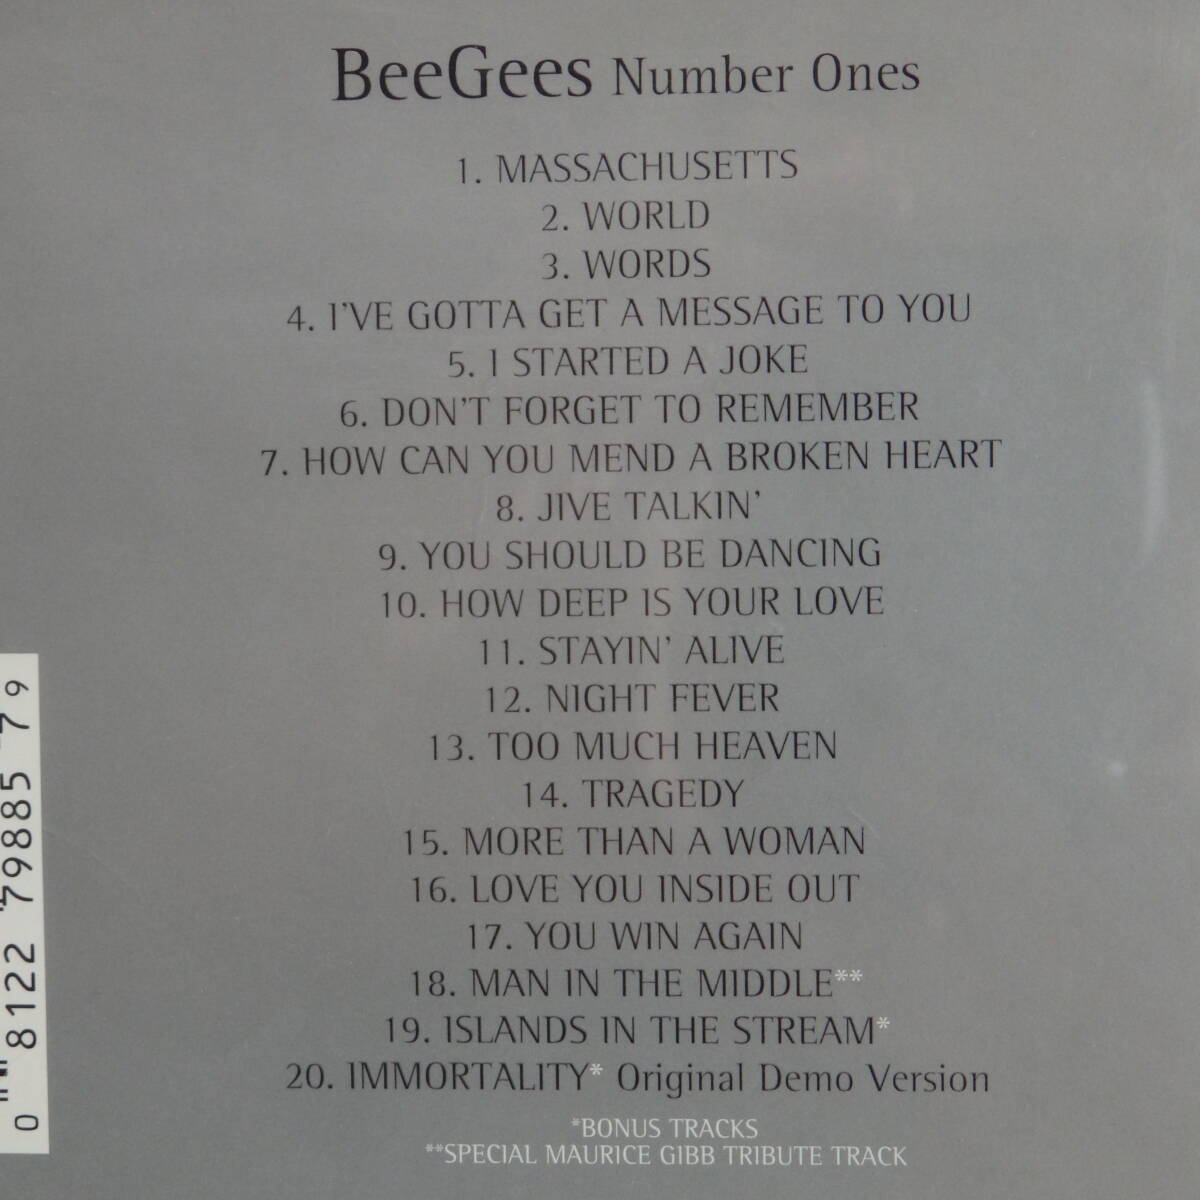 BeeGees Number Ones
1. MASSACHUSETTS
2. WORLD
3. WORDS
4. I'VE GOTTA GET A MESSAGE TO YOU
5. I STARTED A JOKE
6. DON'T FORGET TO REMEMBER
7. HOW CAN YOU MEND A BROKEN HEART
8. JIVE TALKIN'
9. YOU SHOULD BE DANCING
10. HOW DEEP IS YOUR LOVE
11. STAYIN' ALIVE
12. NIGHT FEVER
13. TOO MUCH HEAVEN
14. TRAGEDY
15. MORE THAN A WOMAN
16. LOVE YOU INSIDE OUT
17. YOU WIN AGAIN
18. MAN IN THE MIDDLE**
19. ISLANDS IN THE STREAM*
20. IMMORTALITY* Original Demo Version
*BONUS TRACKS
**SPECIAL MAURICE GIBB TRIBUTE TRACK
0 8122 79885-7 9